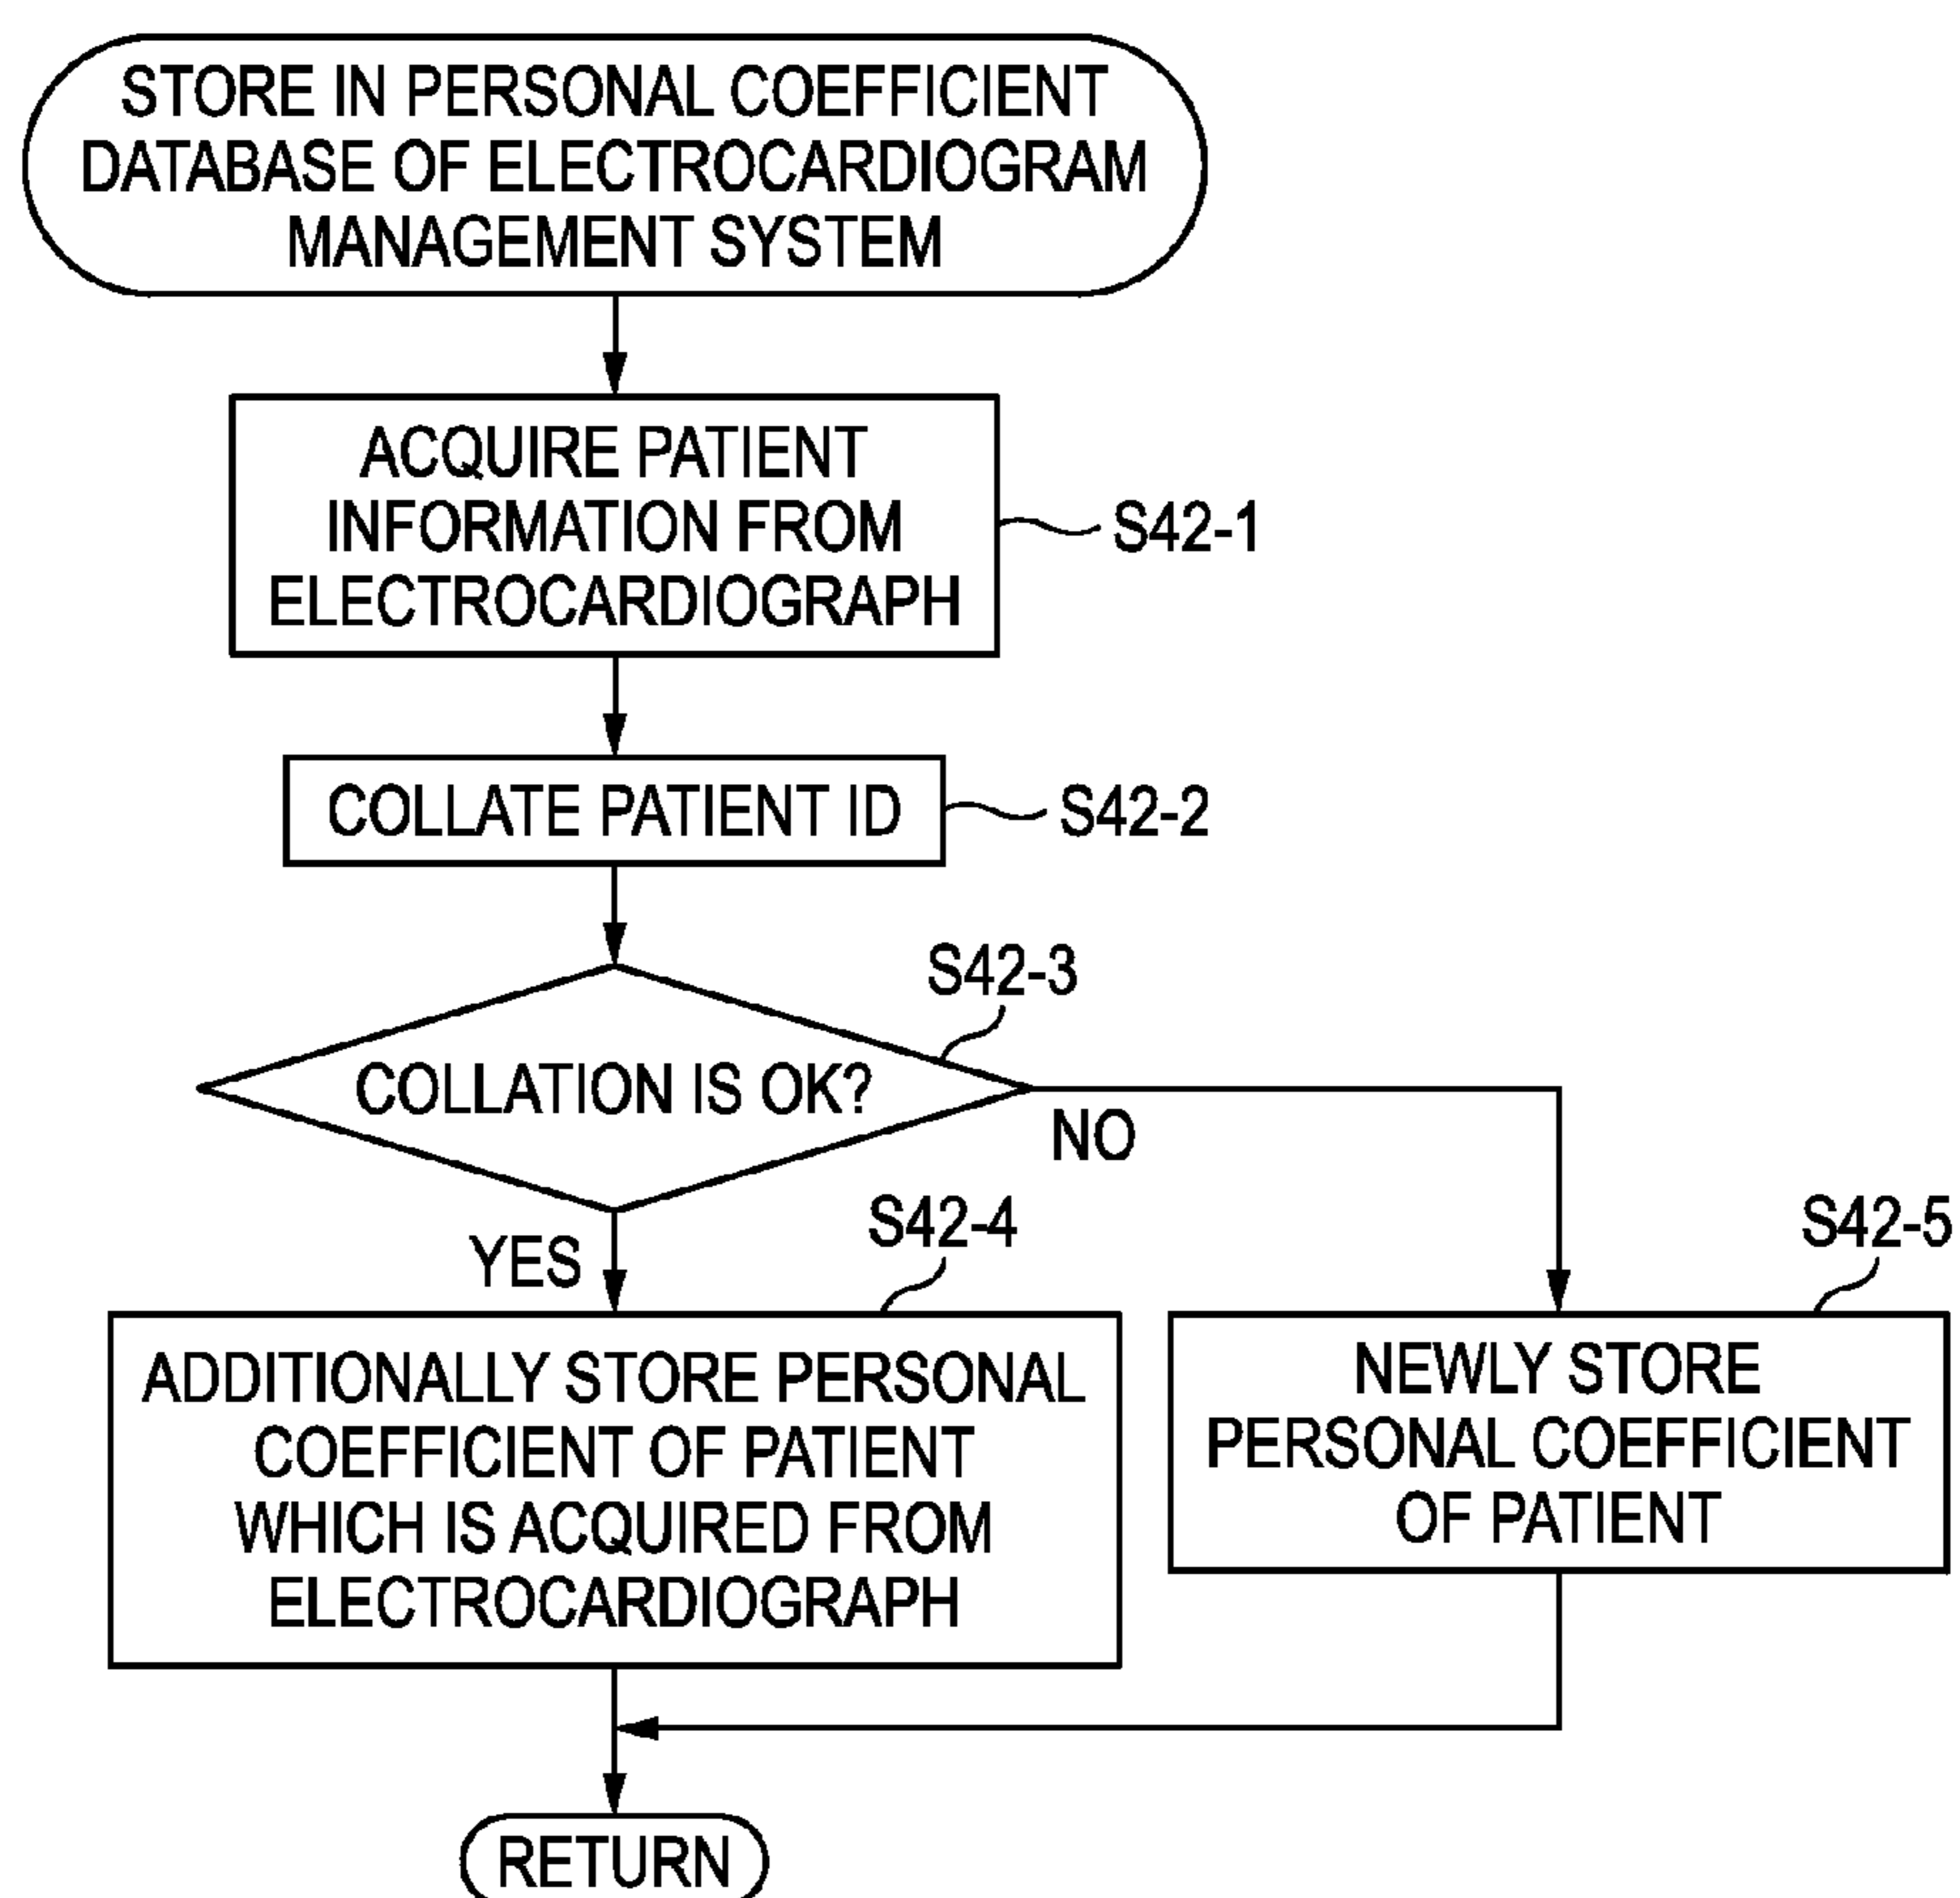 STORE IN PERSONAL COEFFICIENT
DATABASE OF ELECTROCARDIOGRAM
MANAGEMENT SYSTEM
ACQUIRE PATIENT
INFORMATION FROM
ELECTROCARDIOGRAPH
S42-1
COLLATE PATIENT ID
S42-2
S42-3
COLLATION IS OK?
NO
YES
S42-4
ADDITIONALLY STORE PERSONAL
COEFFICIENT OF PATIENT
WHICH IS ACQUIRED FROM
ELECTROCARDIOGRAPH
S42-5
NEWLY STORE
PERSONAL COEFFICIENT
OF PATIENT
RETURN